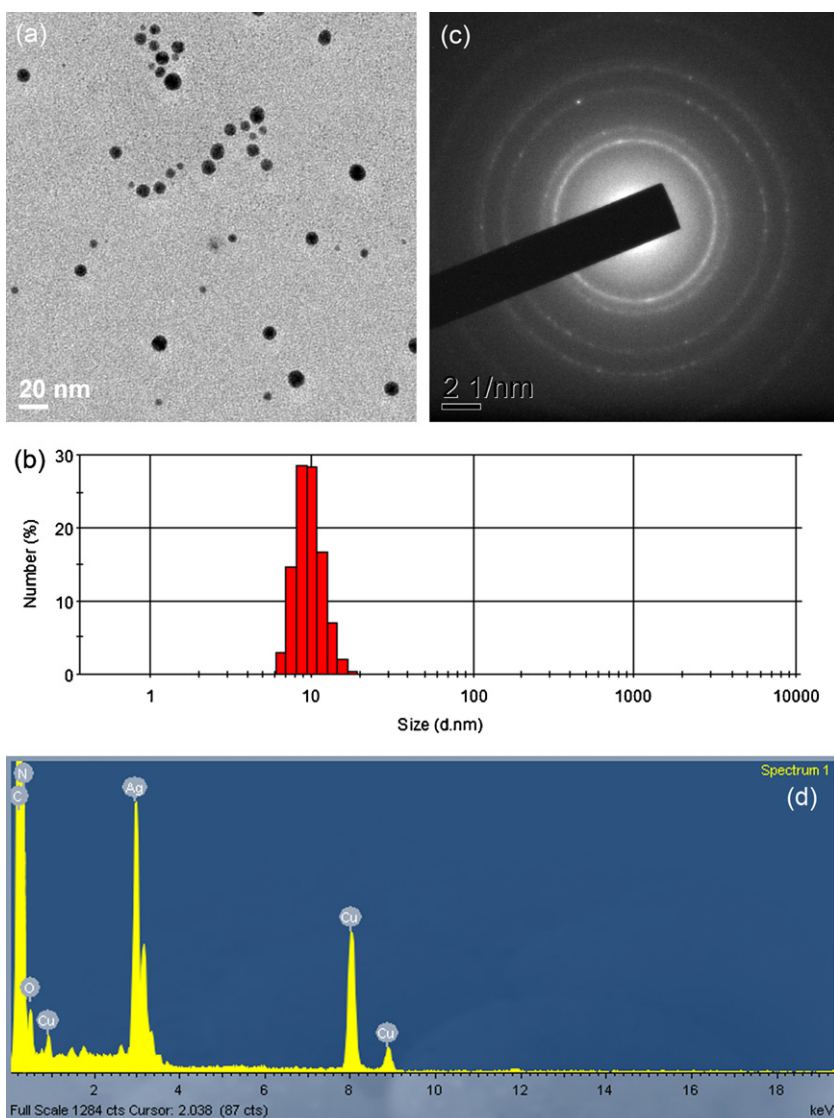 (a)
20 nm
(c)
2 1/nm
(b)
Number (%)
30
20
10
0
1 10 100 1000 10000
Size (d.nm)
Spectrum 1
(d)
N
C
Ag
Cu
O
Cu
Cu
2 4 6 8 10 12 14 16 18
Full Scale 1284 cts Cursor: 2.038 (87 cts) keV